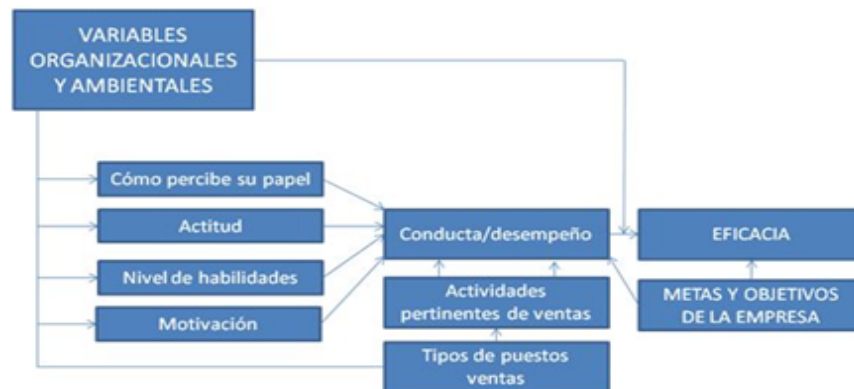 VARIABLES
ORGANIZACIONALES
Y AMBIENTALES
Cómo percibe su papel
Actitud
Nivel de habilidades
Motivación
Conducta/desempeño
EFICACIA
Actividades
pertinentes de ventas
METAS Y OBJETIVOS
DE LA EMPRESA
Tipos de puestos
ventas